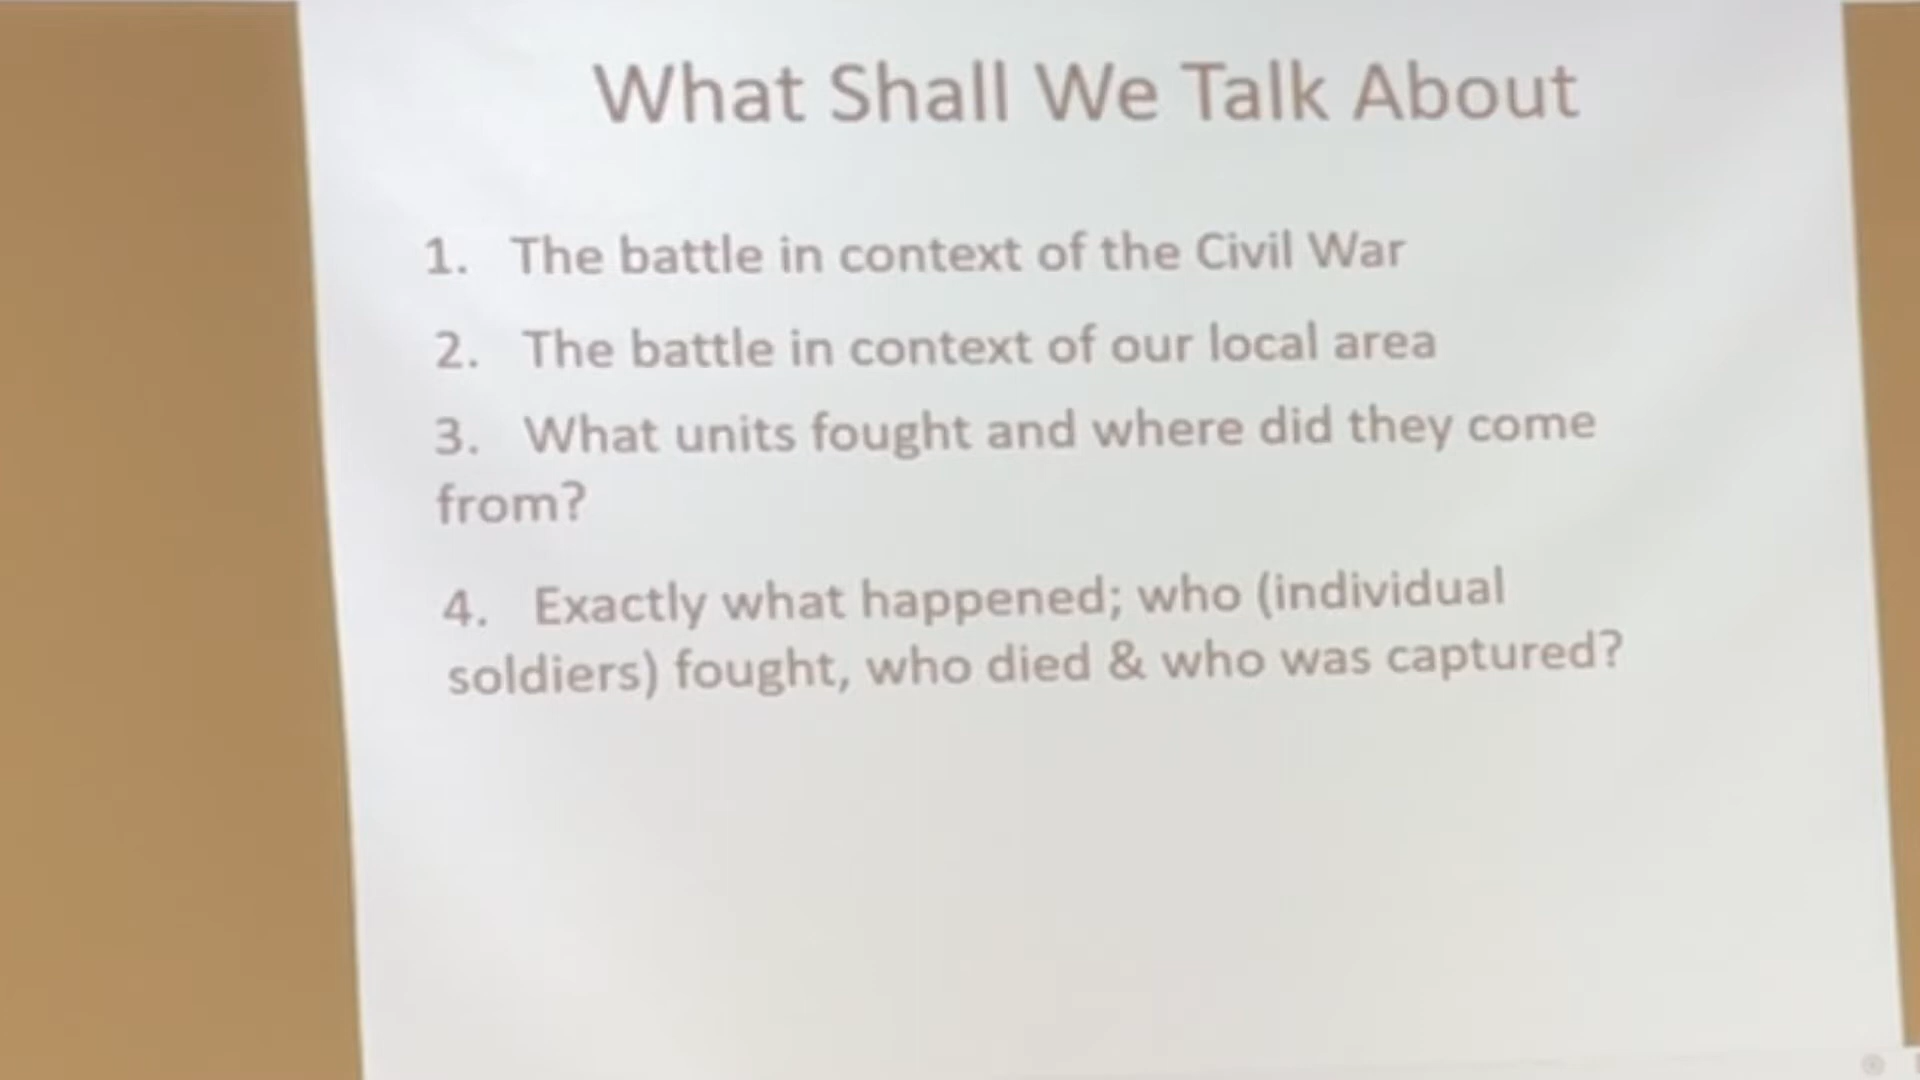 What Shall We Talk About
1. The battle in context of the Civil War
2. The battle in context of our local area
3. What units fought and where did they come
from?
4. Exactly what happened; who (individual
soldiers) fought, who died & who was captured?